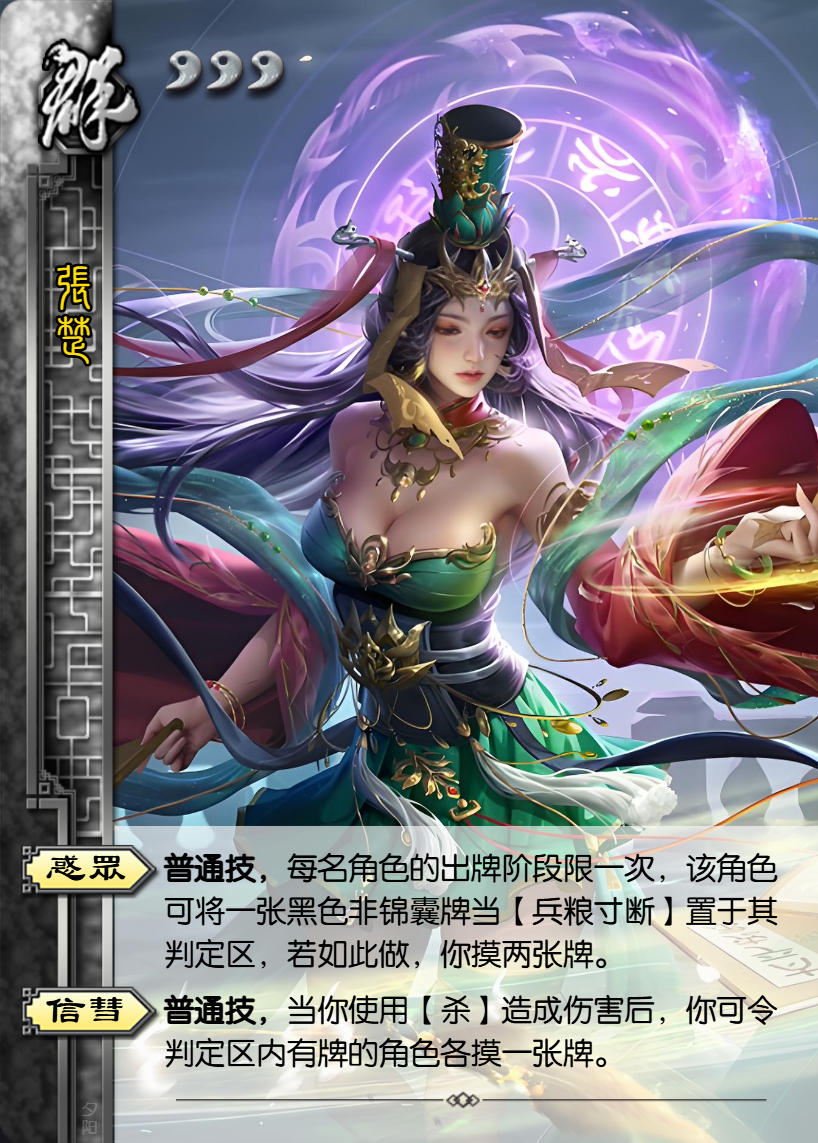 群
張楚
惑眾
普通技，每名角色的出牌阶段限一次，该角色
可将一张黑色非锦囊牌当【兵粮寸断】置于其
判定区，若如此做，你摸两张牌。
信彗
普通技，当你使用【杀】造成伤害后，你可令
判定区内有牌的角色各摸一张牌。
夕阳